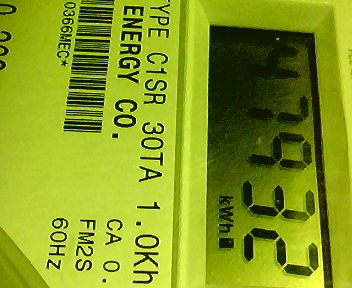 47932
kWh
TYPE C1SR 30TA 1.0Kh
ENERGY CO.
CA 0.
FM2S
60Hz
0366MEC*